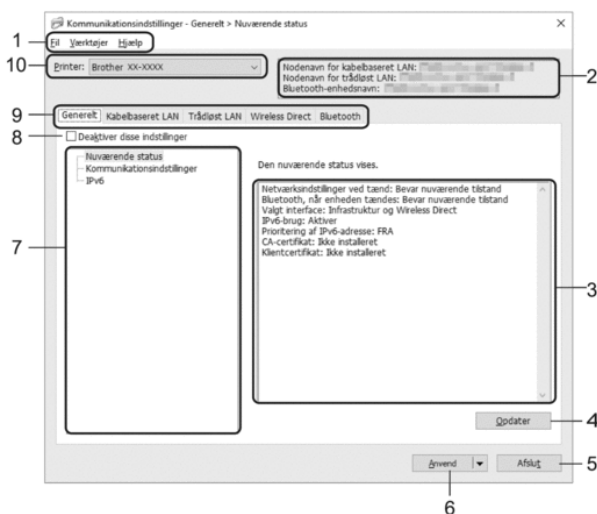 Kommunikationsindstillinger - Generelt > Nuværende status
1
Fil Værktøjer Hjælp
10
Printer: Brother XX-XXXX
Nodenavn for kabelbaseret LAN:
Nodenavn for trådløst LAN:
Bluetooth-enhedsnavn:
2
9
Generelt Kabelbaseret LAN Trådløst LAN Wireless Direct Bluetooth
8
Deaktiver disse indstillinger
Nuværende status
Kommunikationsindstillinger
IPv6
7
Den nuværende status vises.
Netværksindstillinger ved tænd: Bevar nuværende tilstand
Bluetooth, når enheden tændes: Bevar nuværende tilstand
Valgt interface: Infrastruktur og Wireless Direct
IPv6-brug: Aktiver
Prioritering af IPv6-adresse: FRA
CA-certifikat: Ikke installeret
Klientcertifikat: Ikke installeret
3
Opdater
4
Anvend
Afslut
5
6